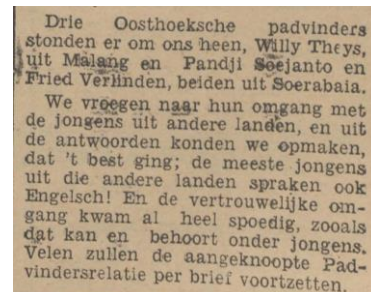 Drie Oosthoeksche padvinders
stonden er om ons heen, Willy Theys,
uit Malang en Pandji Soejanto en
Fried Verlinden, beiden uit Soerabaia.
We vroegen naar hun omgang met
de jongens uit andere landen, en uit
de antwoorden konden we opmaken,
dat 't best ging; de meeste jongens
uit die andere landen spraken ook
Engelsch! En de vertrouwelijke om-
gang kwam al heel spoedig, zooals
dat kan en behoort onder jongens.
Velen zullen de aangeknoopte Pad-
vindersrelatie per brief voortzetten.